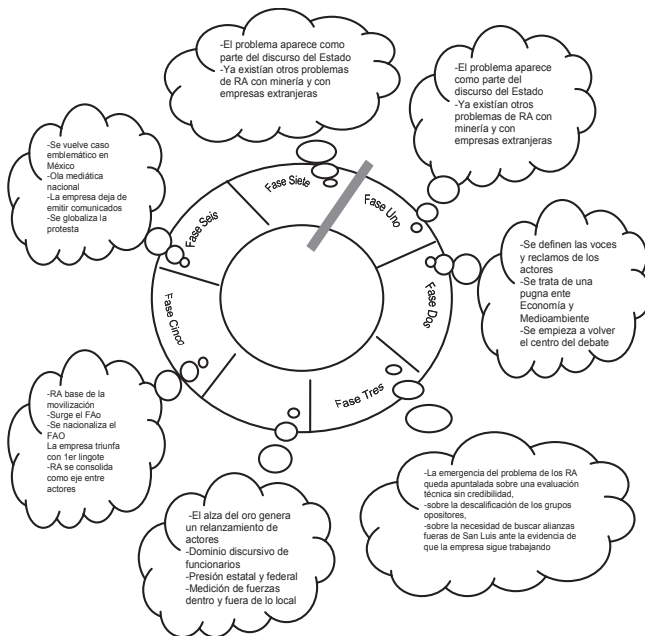 -El problema aparece como
parte del discurso del Estado
-Ya existían otros problemas
de RA con minería y con
empresas extranjeras
-El problema aparece
como parte del
discurso del Estado
-Ya existían otros
problemas de RA con
minería y con
empresas extranjeras
-Se vuelve caso
emblemático en
México
-Ola mediática
nacional
-La empresa deja de
emitir comunicados
-Se globaliza la
protesta
Fase Siete
Fase Uno
Fase Seis
Fase Dos
Fase Cinco
Fase Tres
-Se definen las voces
y reclamos de los
actores
-Se trata de una
pugna ente
Economía y
Medioambiente
-Se empieza a volver
el centro del debate
-RA base de la
movilización
-Surge el FAo
-Se nacionaliza el
FAO
La empresa triunfa
con 1er lingote
-RA se consolida
como eje entre
actores
-El alza del oro genera
un relanzamiento de
actores
-Dominio discursivo de
funcionarios
-Presión estatal y federal
-Medición de fuerzas
dentro y fuera de lo local
-La emergencia del problema de los RA
queda apuntalada sobre una evaluación
técnica sin credibilidad,
-sobre la descalificación de los grupos
opositores,
-sobre la necesidad de buscar alianzas
fueras de San Luis ante la evidencia de
que la empresa sigue trabajando